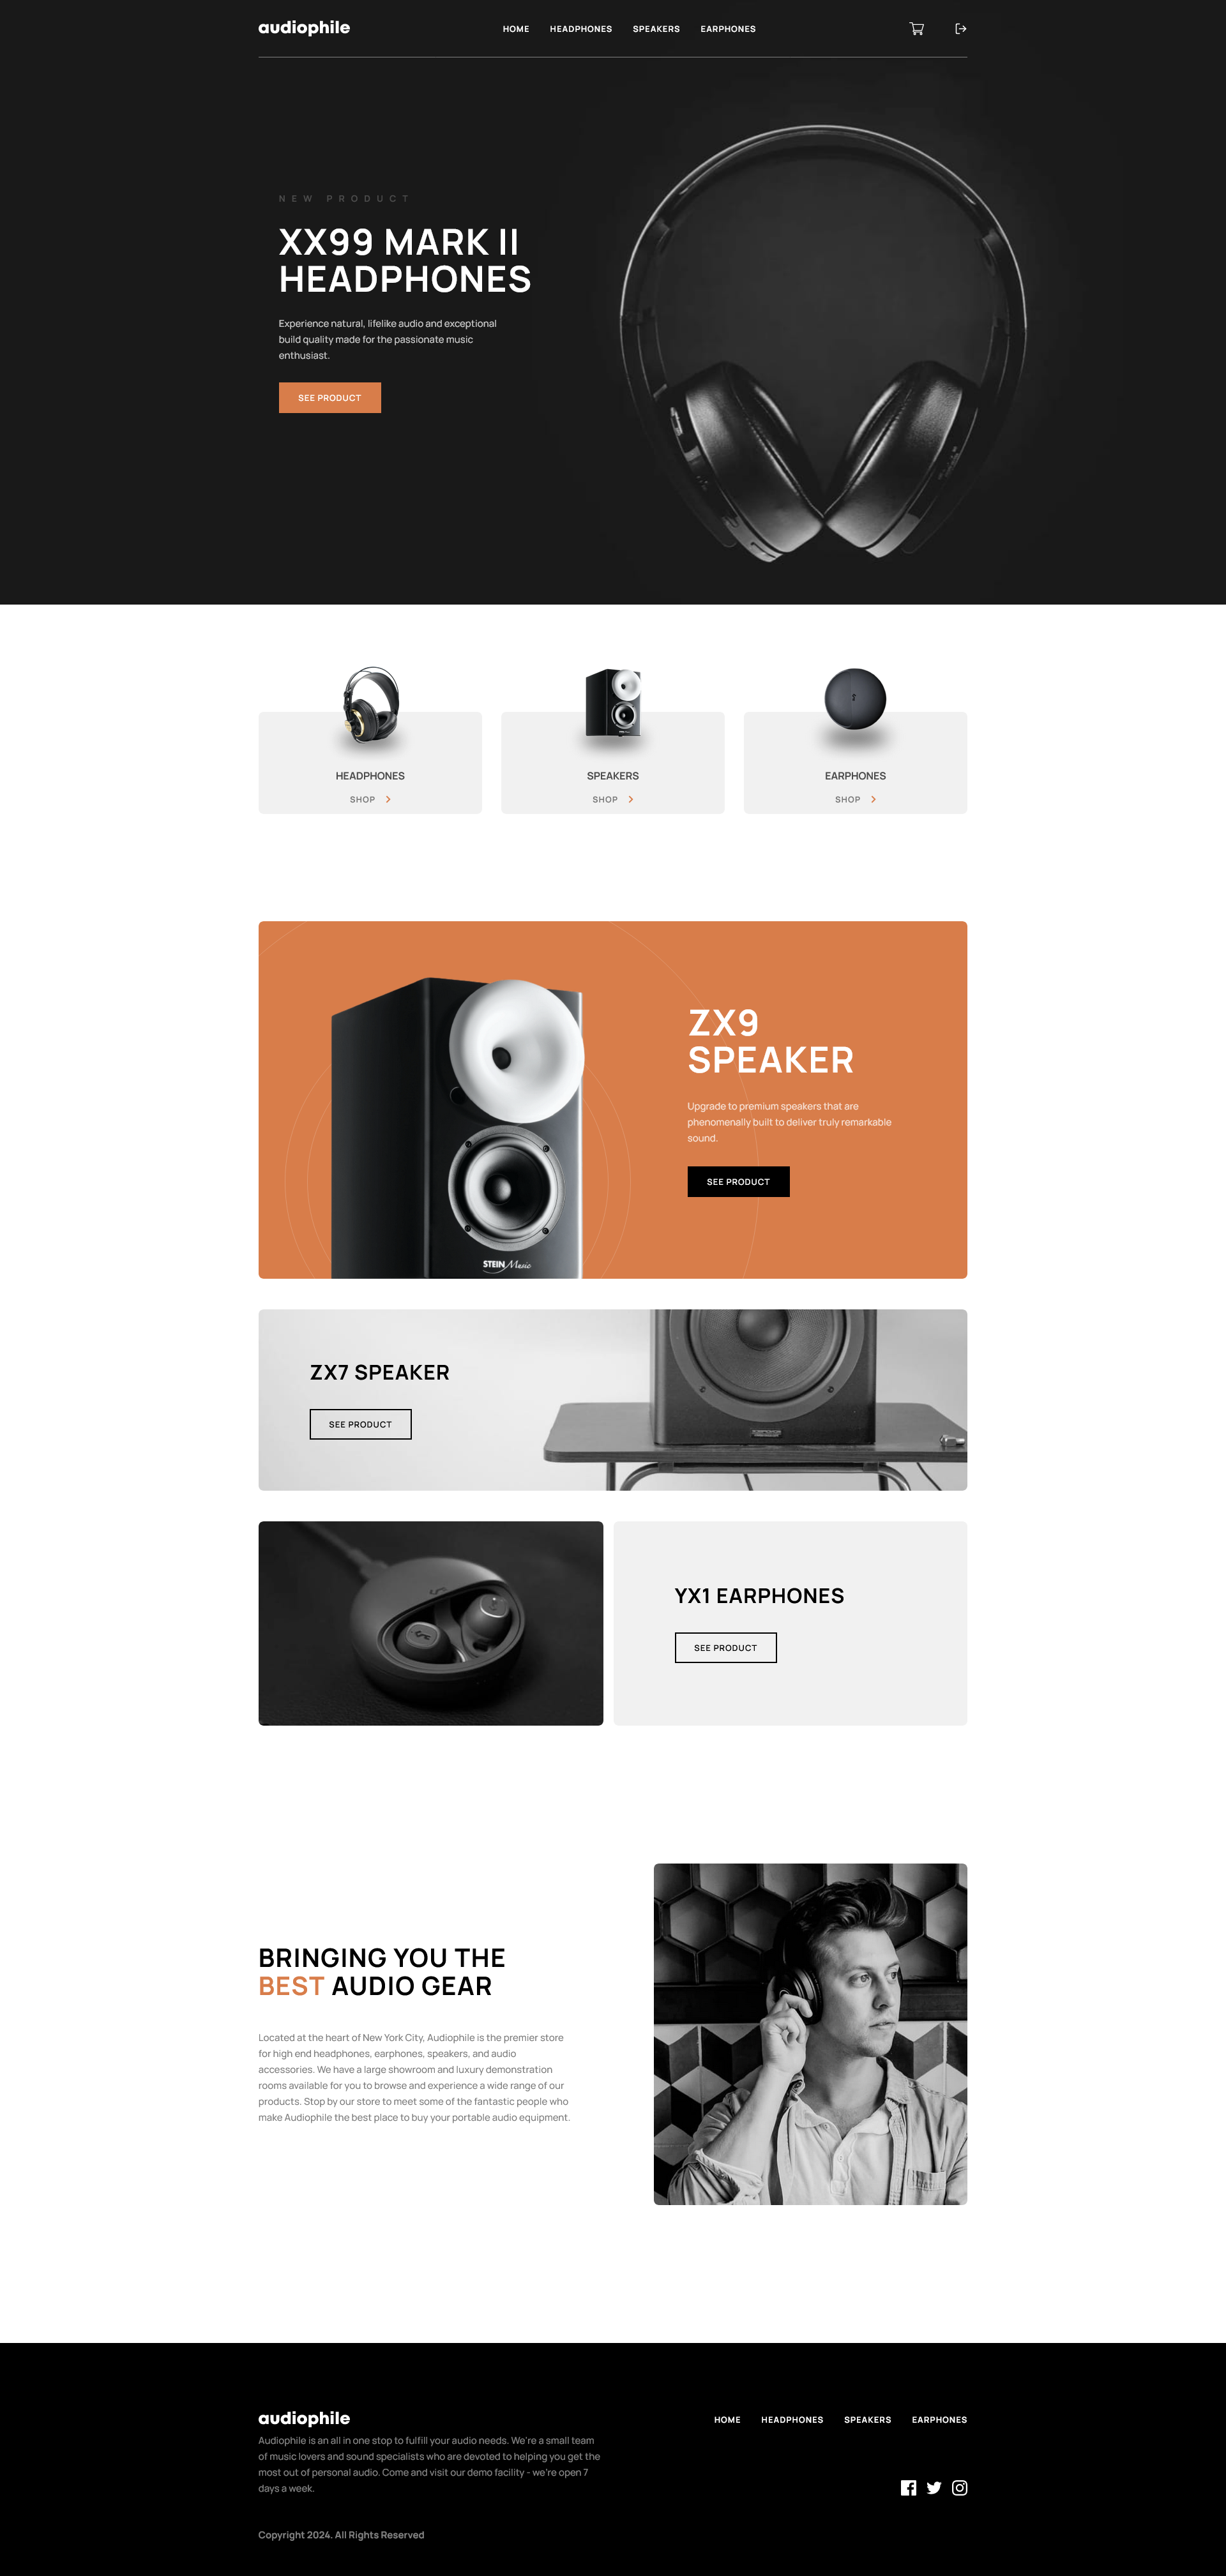 audiophile
HOME HEADPHONES SPEAKERS EARPHONES
NEW PRODUCT
XX99 MARK II
HEADPHONES
Experience natural, lifelike audio and exceptional
build quality made for the passionate music
enthusiast.
SEE PRODUCT
HEADPHONES
SHOP
SPEAKERS
SHOP
EARPHONES
SHOP
ZX9
SPEAKER
Upgrade to premium speakers that are
phenomenally built to deliver truly remarkable
sound.
SEE PRODUCT
STEIN Music
ZX7 SPEAKER
SEE PRODUCT
YX1 EARPHONES
SEE PRODUCT
BRINGING YOU THE
BEST AUDIO GEAR
Located at the heart of New York City, Audiophile is the premier store
for high end headphones, earphones, speakers, and audio
accessories. We have a large showroom and luxury demonstration
rooms available for you to browse and experience a wide range of our
products. Stop by our store to meet some of the fantastic people who
make Audiophile the best place to buy your portable audio equipment.
audiophile
HOME HEADPHONES SPEAKERS EARPHONES
Audiophile is an all in one stop to fulfill your audio needs. We're a small team
of music lovers and sound specialists who are devoted to helping you get the
most out of personal audio. Come and visit our demo facility - we're open 7
days a week.
Copyright 2024. All Rights Reserved